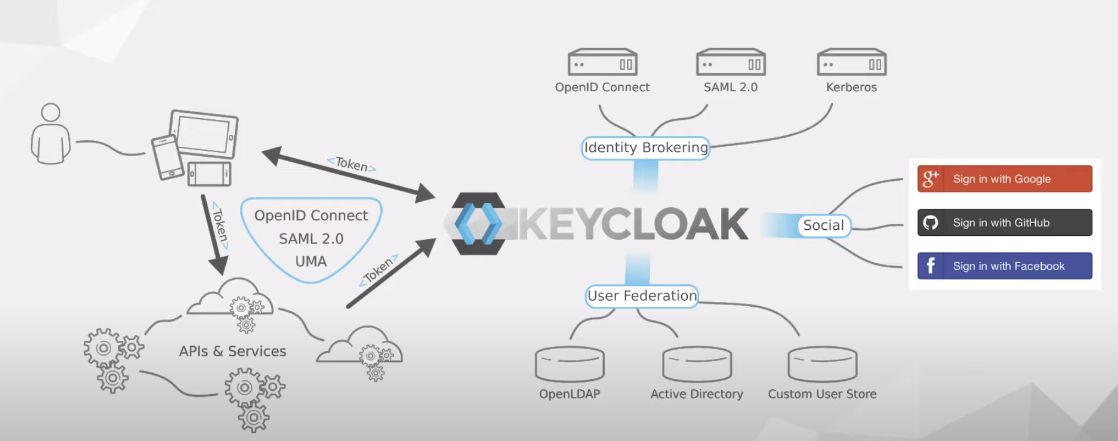 OpenID Connect
SAML 2.0
Kerberos
Identity Brokering
<Token>
<Token>
OpenID Connect
SAML 2.0
UMA
<Token>
KEYCLOAK
Social
g+ Sign in with Google
Sign in with GitHub
f Sign in with Facebook
User Federation
APIs & Services
OpenLDAP
Active Directory
Custom User Store